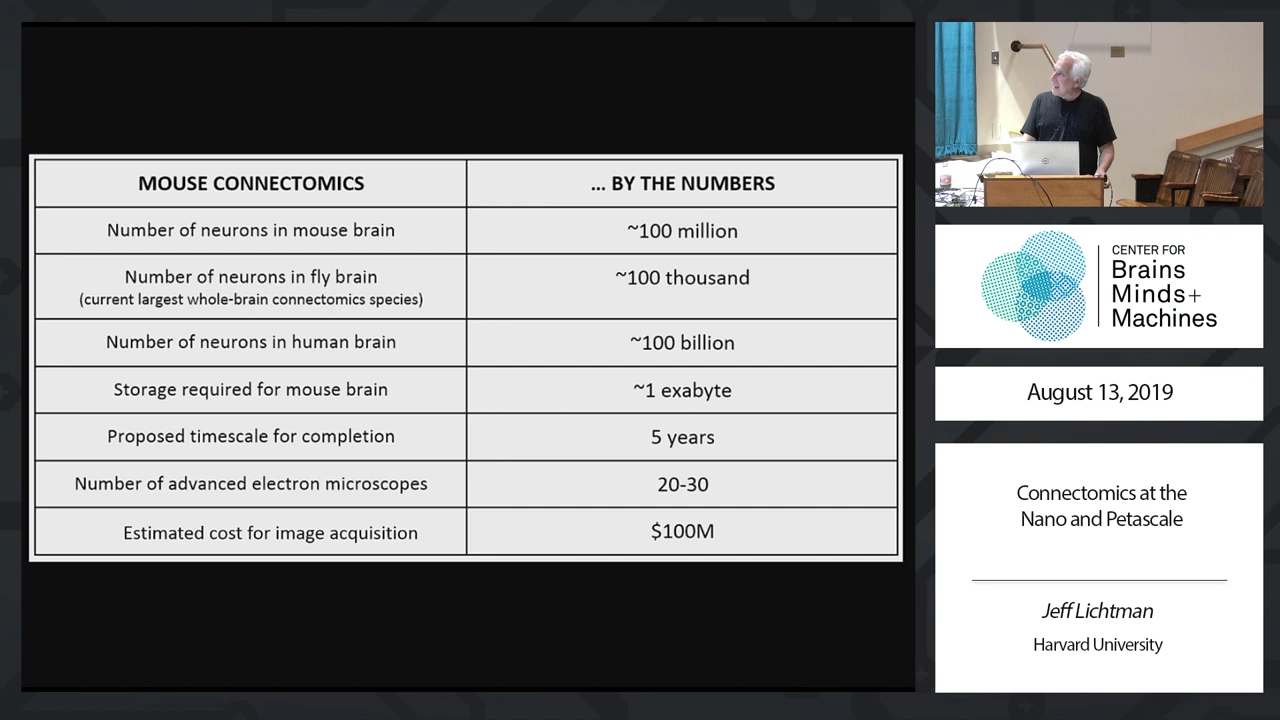 MOUSE CONNECTOMICS
... BY THE NUMBERS
Number of neurons in mouse brain
~100 million
Number of neurons in fly brain
(current largest whole-brain connectomics species)
~100 thousand
Number of neurons in human brain
~100 billion
Storage required for mouse brain
~1 exabyte
Proposed timescale for completion
5 years
Number of advanced electron microscopes
20-30
Estimated cost for image acquisition
$100M
CENTER FOR
Brains
Minds+
Machines
August 13, 2019
Connectomics at the
Nano and Petascale
Jeff Lichtman
Harvard University